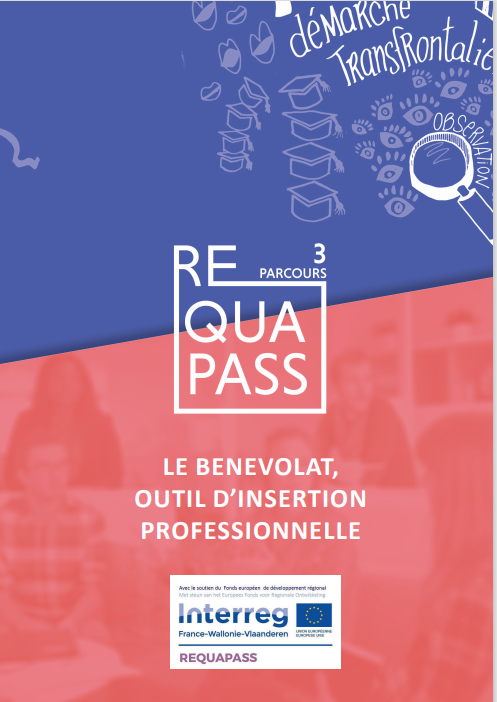 déMARCHE
TRANSfRONTALIE
OBSERVATION
RE
3
PARCOURS
QUA
PASS
LE BENEVOLAT,
OUTIL D’INSERTION
PROFESSIONNELLE
Avec le soutien du Fonds européen de développement régional
Met steun van het Europees Fonds voor Regionale Ontwikkeling
Interreg
France-Wallonie-Vlaanderen
UNION EUROPÉENNE
EUROPESE UNIE
REQUAPASS